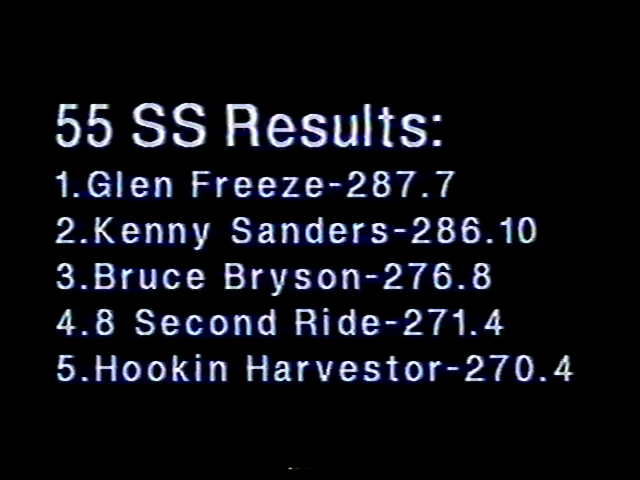 55 SS Results:
1.Glen Freeze-287.7
2.Kenny Sanders-286.10
3.Bruce Bryson-276.8
4.8 Second Ride-271.4
5.Hookin Harvestor-270.4